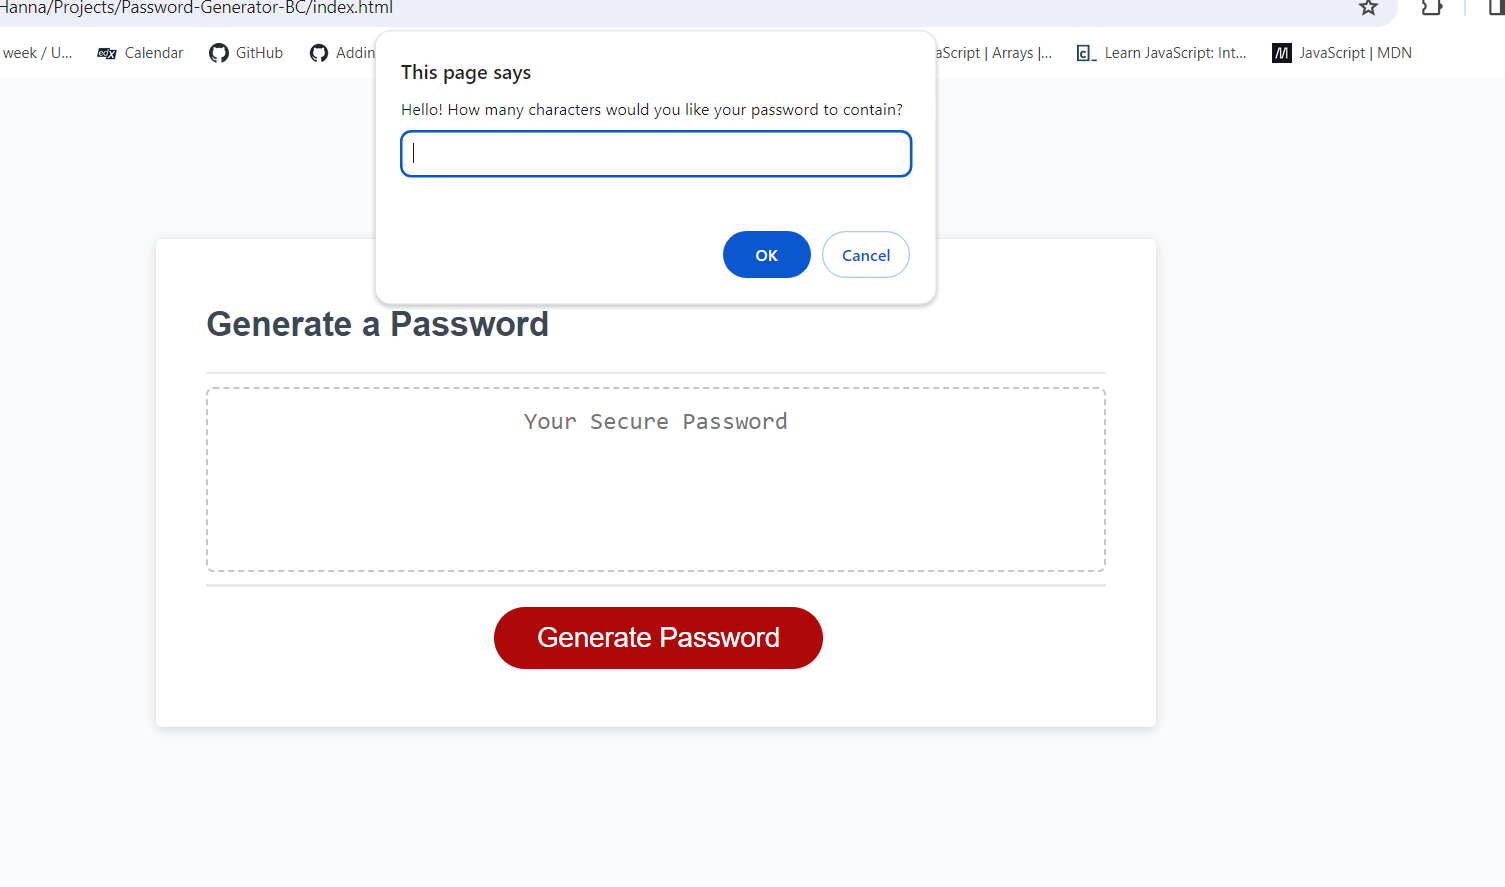 Hanna/Projects/Password-Generator-BC/index.html
week / U... edX Calendar GitHub Addin aScript | Arrays |... c_ Learn JavaScript: Int... M JavaScript | MDN
This page says
Hello! How many characters would you like your password to contain?
OK Cancel
Generate a Password
Your Secure Password
Generate Password